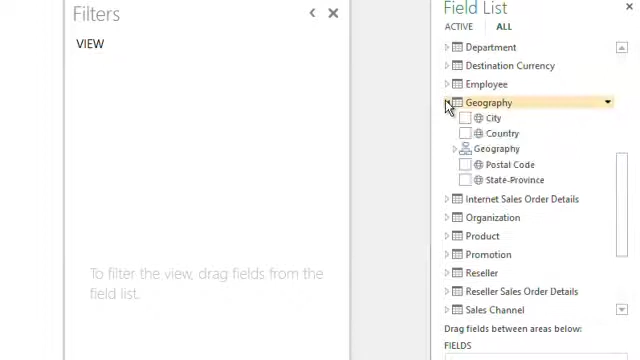 Filters
VIEW
To filter the view, drag fields from the
field list.
Field List
ACTIVE ALL
Department
Destination Currency
Employee
Geography
City
Country
Geography
Postal Code
State-Province
Internet Sales Order Details
Organization
Product
Promotion
Reseller
Reseller Sales Order Details
Sales Channel
Drag fields between areas below:
FIELDS